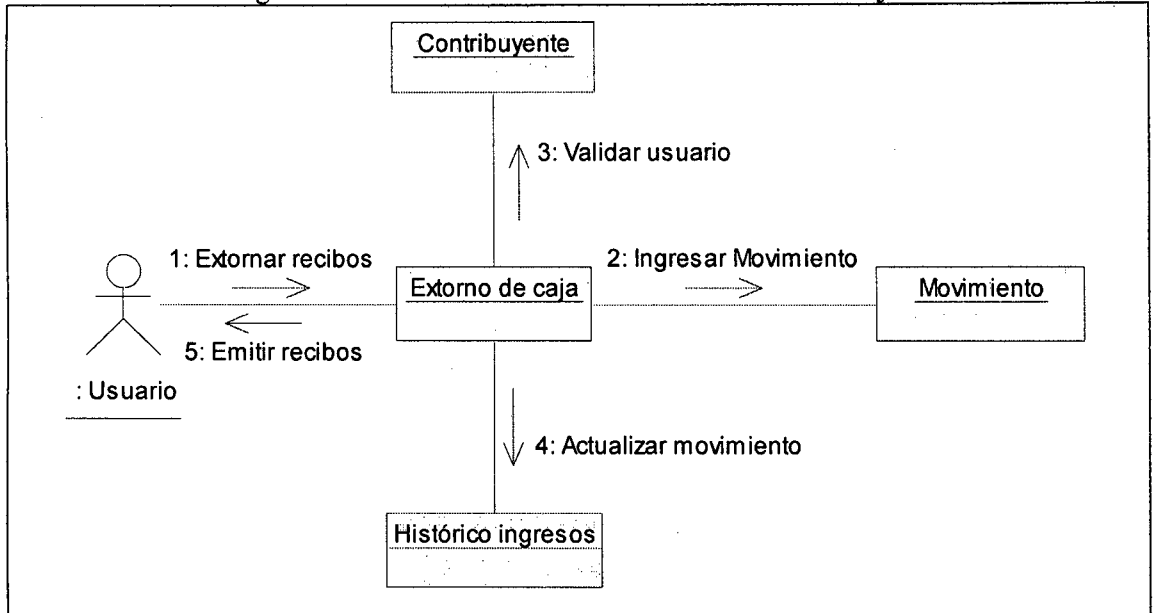 Contribuyente
3: Validar usuario
1: Extornar recibos
2: Ingresar Movimiento
Extorno de caja
Movimiento
5: Emitir recibos
: Usuario
4: Actualizar movimiento
Histórico ingresos